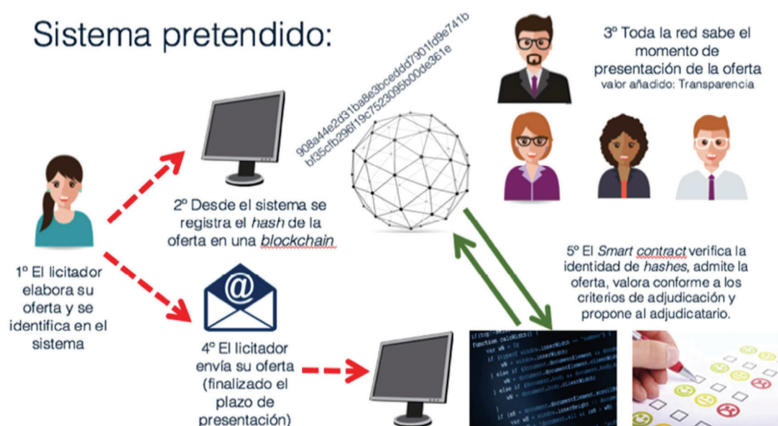 Sistema pretendido:
908a44e2d31ba8e3bceddd7901fd9e741b
bf35cfb296f19c7523095b00de361e
3º Toda la red sabe el
momento de
presentación de la oferta
valor añadido: Transparencia
1º El licitador
elabora su
oferta y se
identifica en el
sistema
2º Desde el sistema se
registra el hash de la
oferta en una blockchain
@
4º El licitador
envía su oferta
(finalizado el
plazo de
presentación)
5º El Smart contract verifica la
identidad de hashes, admite la
oferta, valora conforme a los
criterios de adjudicación y
propone al adjudicatario.